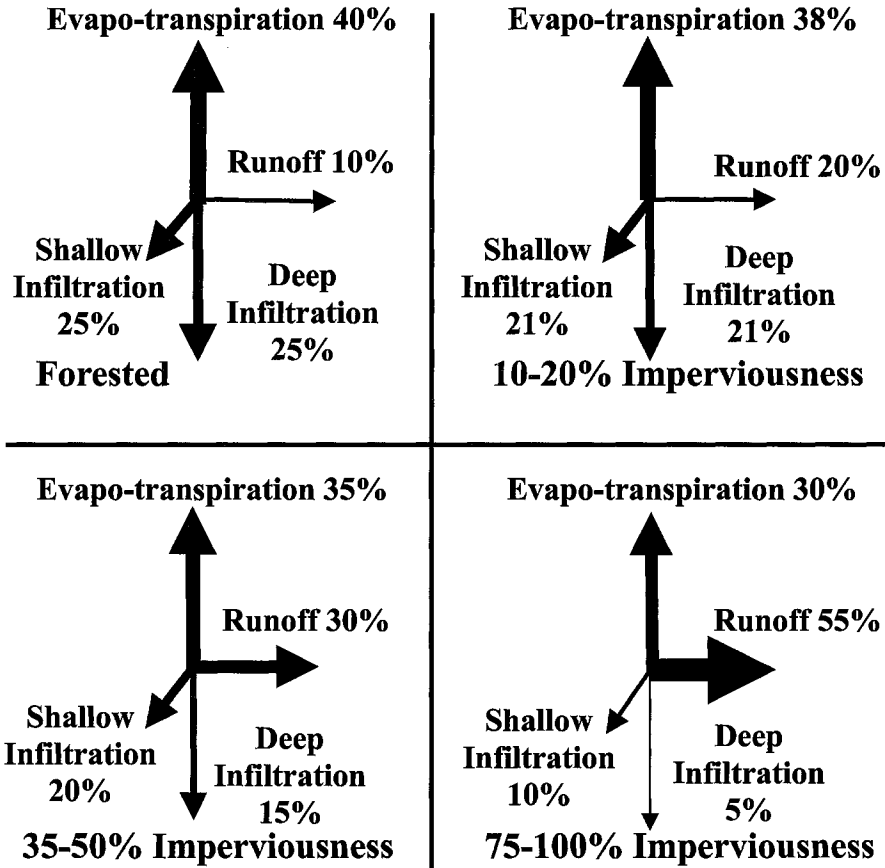 Evapo-transpiration 40%
Runoff 10%
Shallow
Infiltration
25%
Deep
Infiltration
25%
Forested
Evapo-transpiration 38%
Runoff 20%
Shallow
Infiltration
21%
Deep
Infiltration
21%
10-20% Imperviousness
Evapo-transpiration 35%
Runoff 30%
Shallow
Infiltration
20%
Deep
Infiltration
15%
35-50% Imperviousness
Evapo-transpiration 30%
Runoff 55%
Shallow
Infiltration
10%
Deep
Infiltration
5%
75-100% Imperviousness